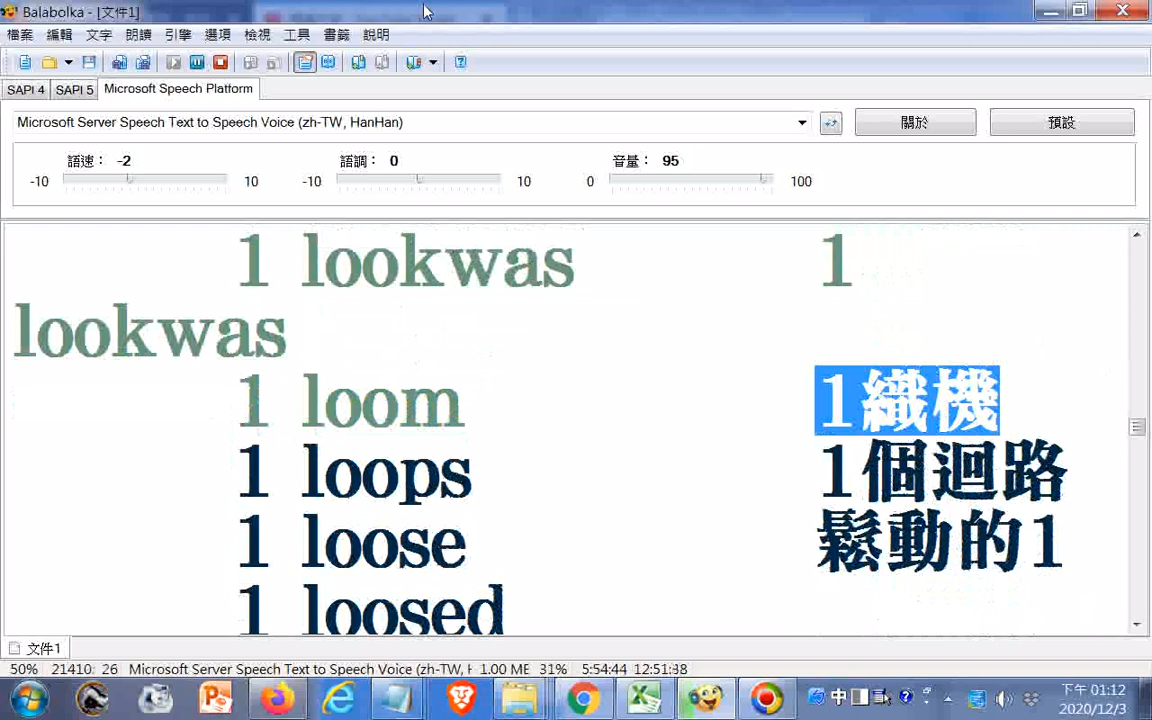 Balabolka - [文件1]
檔案 編輯 文字 朗讀 引擎 選項 檢視 工具 書籤 說明
SAPI 4 SAPI 5 Microsoft Speech Platform
Microsoft Server Speech Text to Speech Voice (zh-TW, HanHan) 關於 預設
語速： -2 語調： 0 音量： 95
-10 10 -10 10 0 100
1 lookwas 1
lookwas
1 loom 1織機
1 loops 1個迴路
1 loose 鬆動的1
1 loosed
文件1
50% 21410: 26 Microsoft Server Speech Text to Speech Voice (zh-TW, H 1.00 ME 31% 5:54:44 12:51:38
中 下午 01:12
2020/12/3